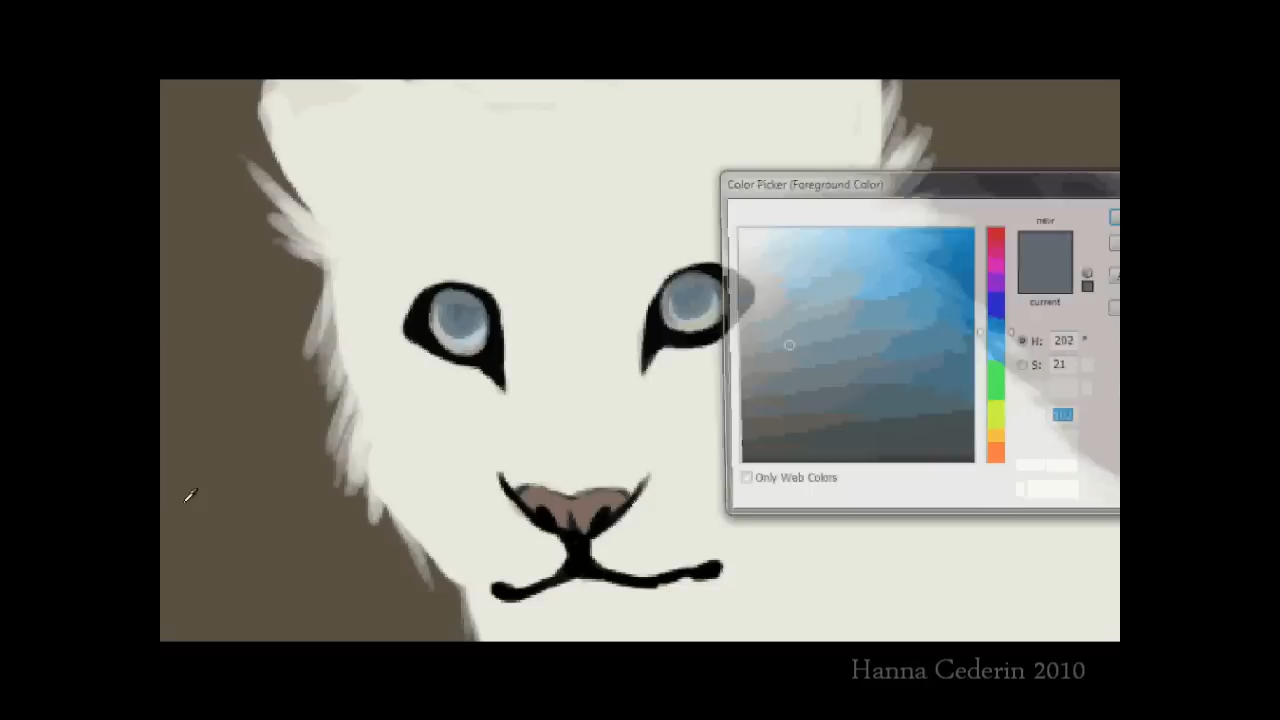 Color Picker (Foreground Color)
new
current
H: 202 °
S: 21
Only Web Colors
Hanna Cederin 2010